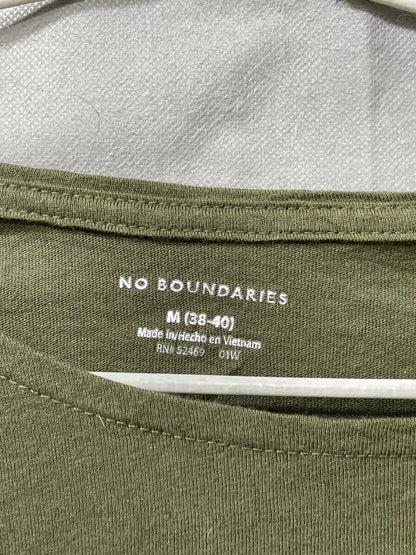 NO BOUNDARIES
M (38-40)
Made in/Hecho en Vietnam
RN# 52469 01W